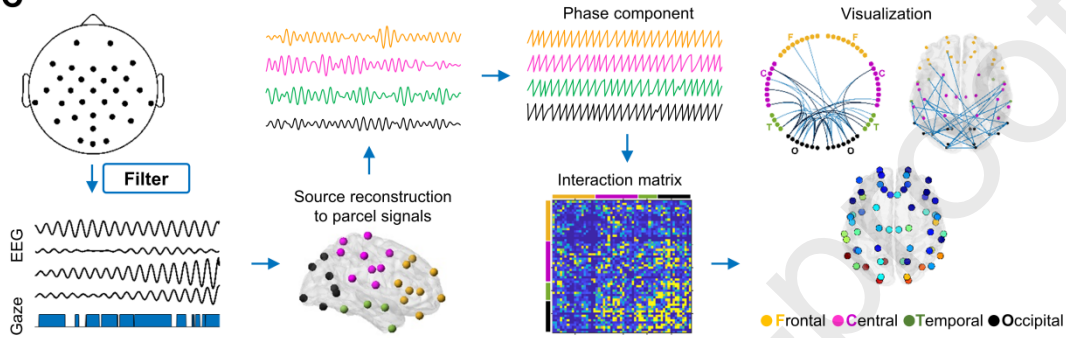 Phase component
Visualization
F F
C C
T T
O O
Filter
Source reconstruction
to parcel signals
Interaction matrix
EEG
Gaze
Frontal Central Temporal Occipital